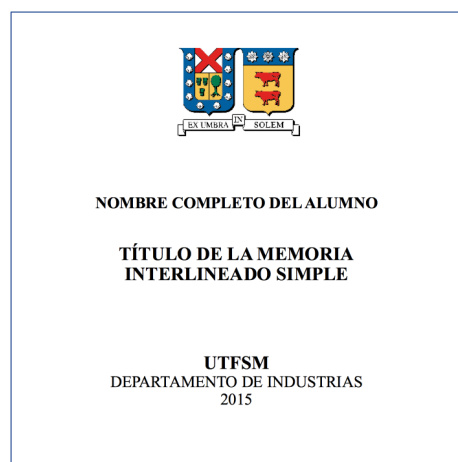 EX UMBRA IN SOLEM
NOMBRE COMPLETO DEL ALUMNO
TÍTULO DE LA MEMORIA
INTERLINEADO SIMPLE
UTFSM
DEPARTAMENTO DE INDUSTRIAS
2015